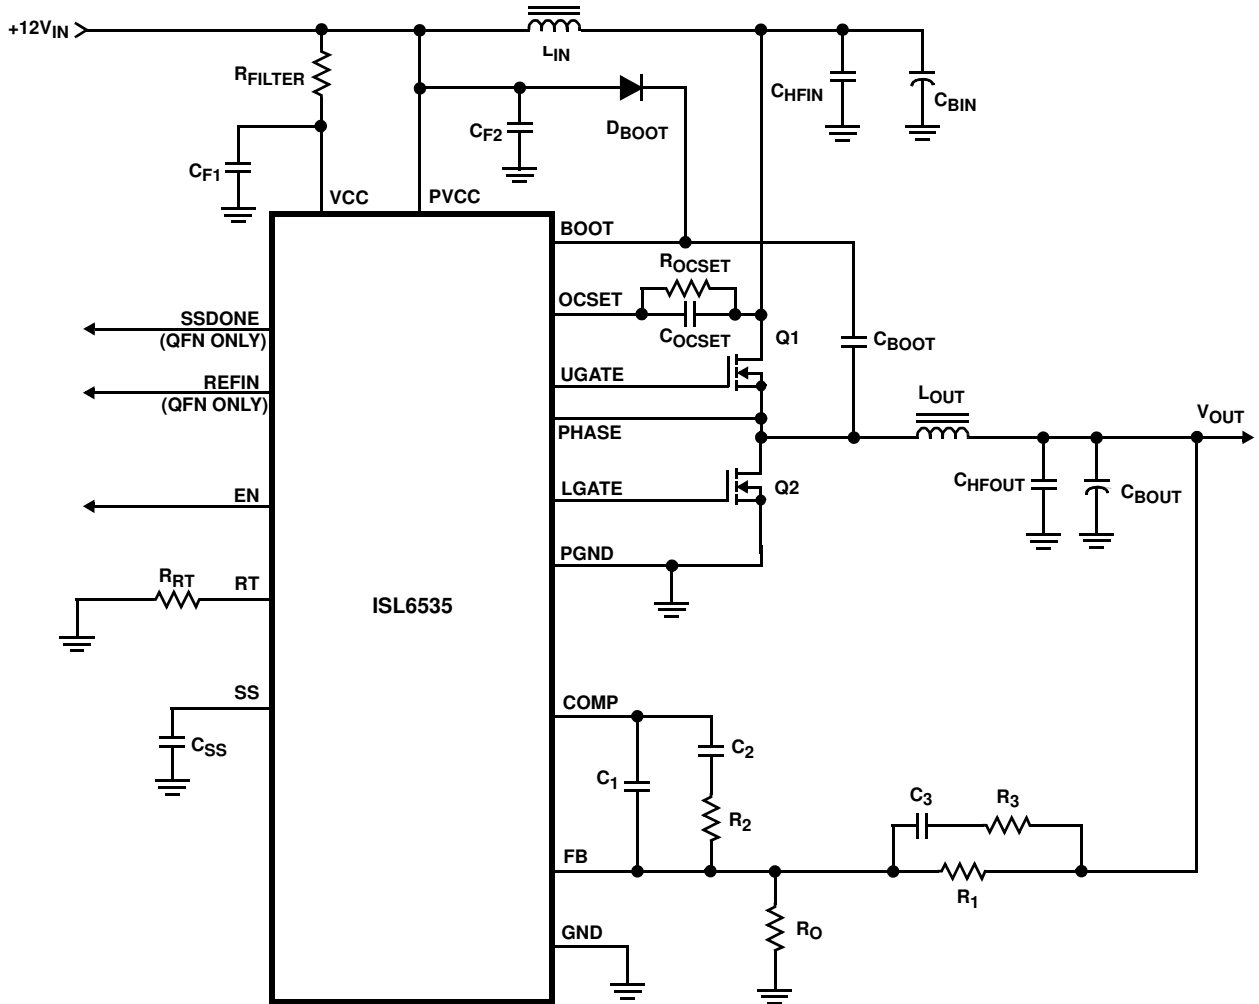 +12VIN
LIN
RFILTER
CHFIN
CBIN
CF2
DBOOT
CF1
VCC
PVCC
BOOT
ROCSET
OCSET
COCSET
Q1
CBOOT
SSDONE
(QFN ONLY)
UGATE
REFIN
(QFN ONLY)
LOUT
VOUT
PHASE
LGATE
Q2
CHFOUT
CBOUT
EN
PGND
RRT
RT
ISL6535
SS
CSS
COMP
C2
C1
R2
C3
R3
FB
R1
RO
GND